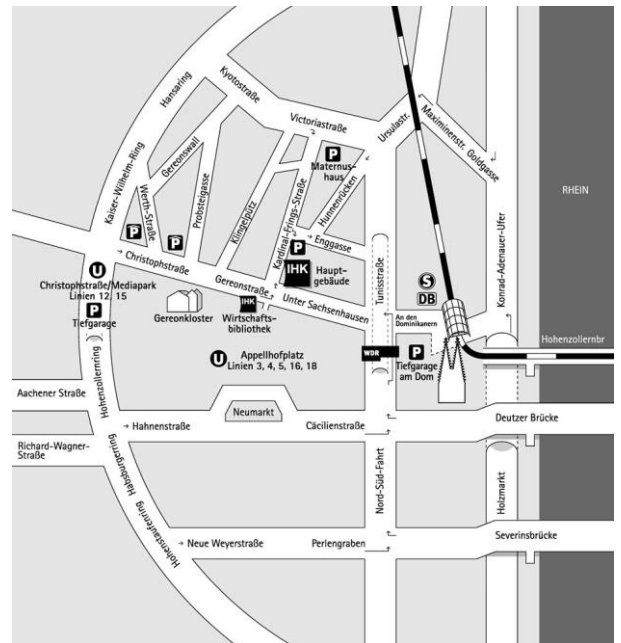 Kyotostraße
Hansaring
Victoriastraße
Ursulastr.
Maximinenstr.
Goldgasse
RHEIN
Kaiser-Wilhelm-Ring
Gereonswall
Werth-Straße
Probsteigasse
Klingelpütz
Kardinal-Frings-Straße
P
Maternus-
haus
Hunnenrücken
Enggasse
P
P
P
Christophstraße
Gereonstraße
IHK
Haupt-
gebäude
Unter Sachsenhausen
Tunisstraße
Konrad-Adenauer-Ufer
S
DB
U
Christophstraße/Mediapark
Linien 12, 15
P
Tiefgarage
Gereonkloster
IHK
Wirtschafts-
bibliothek
An den
Dominikanern
Hohenzollernbr
WDR
P
Tiefgarage
am Dom
U
Appellhofplatz
Linien 3, 4, 5, 16, 18
Hohenzollernring
Aachener Straße
Neumarkt
Hahnenstraße
Cäcilienstraße
Deutzer Brücke
Richard-Wagner-
Straße
Habsburgerring
Nord-Süd-Fahrt
Holzmarkt
Hohenstaufenring
Neue Weyerstraße
Perlengraben
Severinsbrücke